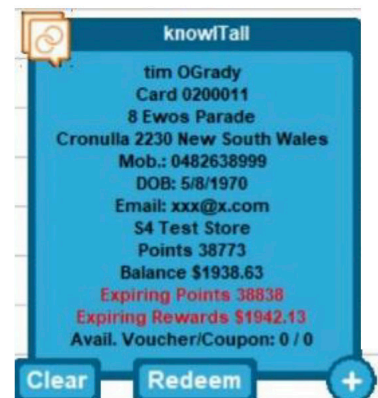 knowITall
tim OGrady
Card 0200011
8 Ewos Parade
Cronulla 2230 New South Wales
Mob.: 0482638999
DOB: 5/8/1970
Email: xxx@x.com
S4 Test Store
Points 38773
Balance $1938.63
Expiring Points 38838
Expiring Rewards $1942.13
Avail. Voucher/Coupon: 0 / 0
Clear Redeem +